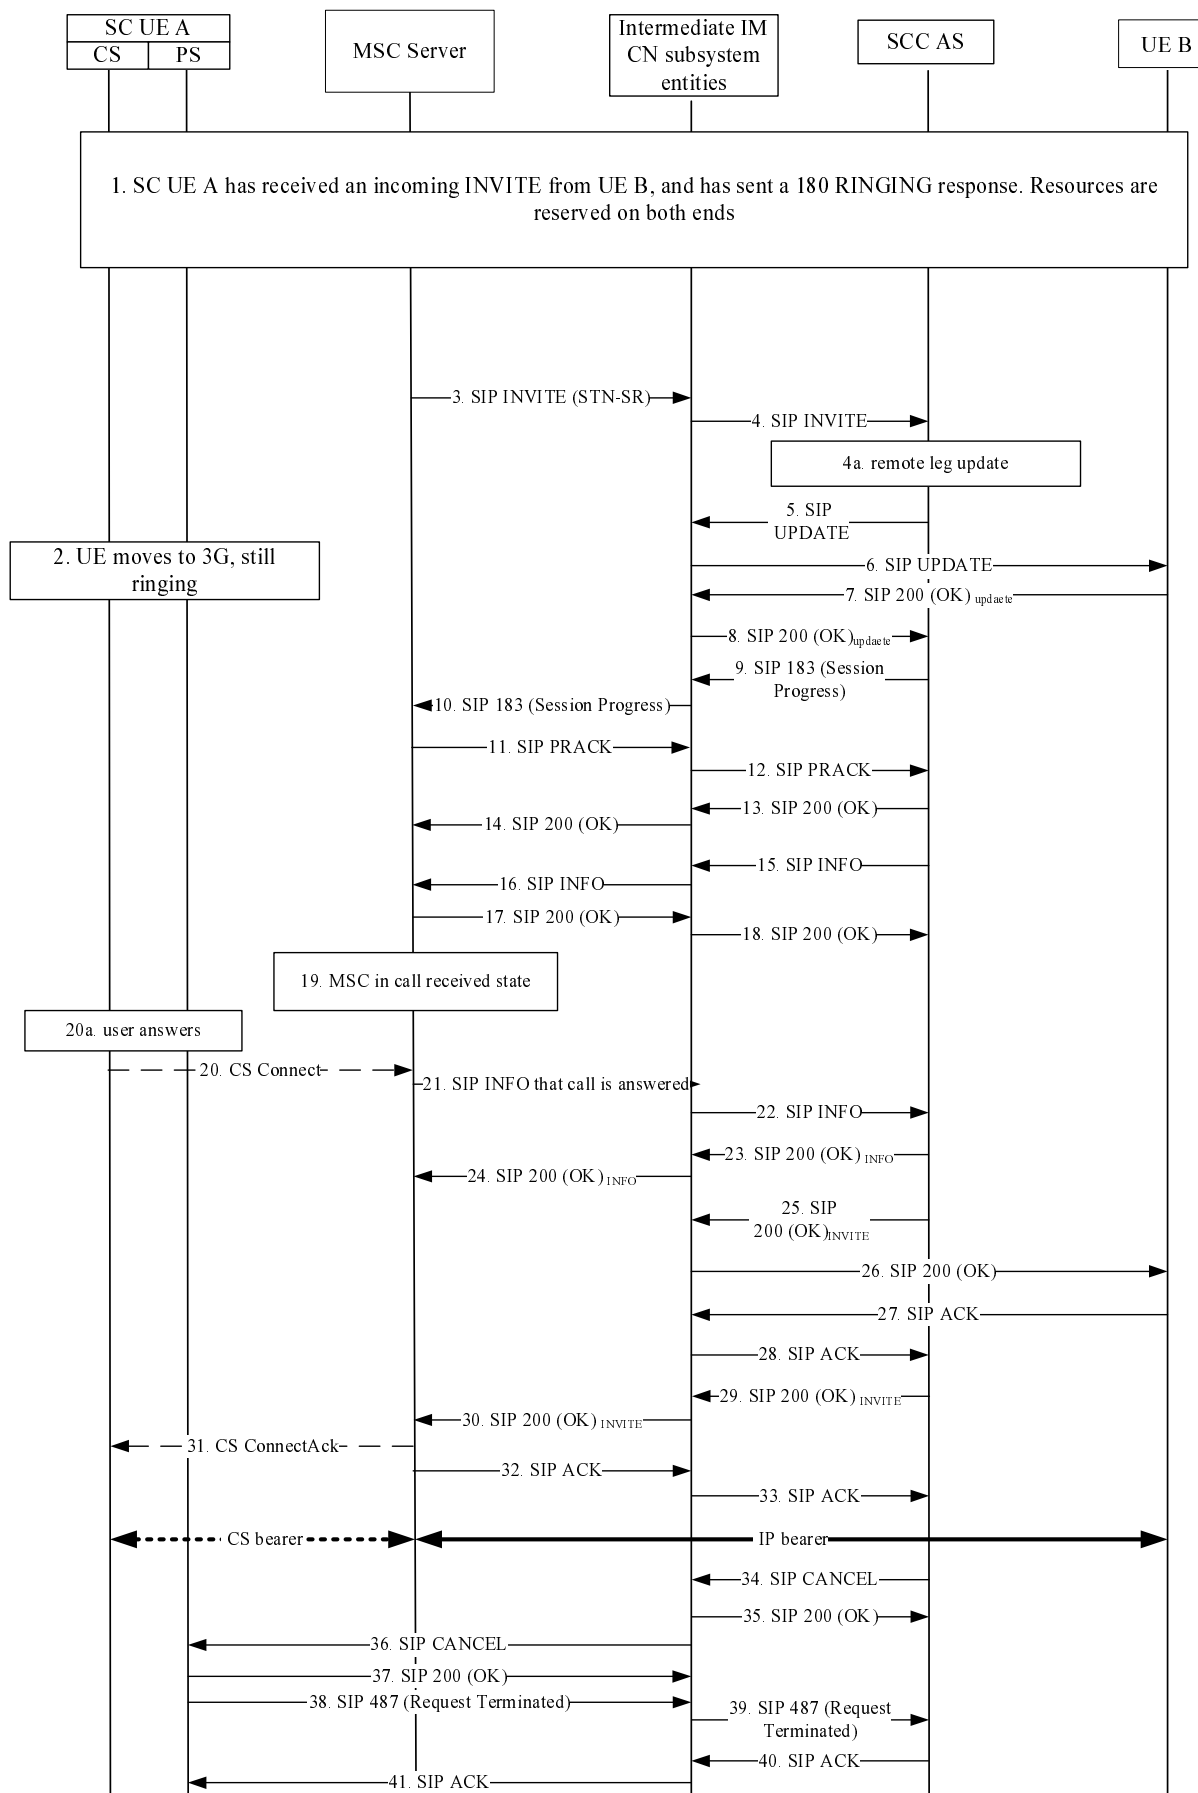 SC UE A
CS
PS
MSC Server
Intermediate IM
CN subsystem
entities
SCC AS
UE B
1. SC UE A has received an incoming INVITE from UE B, and has sent a 180 RINGING response. Resources are
reserved on both ends
3. SIP INVITE (STN-SR)
4. SIP INVITE
4a. remote leg update
5. SIP
UPDATE
2. UE moves to 3G, still
ringing
6. SIP UPDATE
7. SIP 200 (OK) updaete
8. SIP 200 (OK)updaete
9. SIP 183 (Session
Progress)
10. SIP 183 (Session Progress)
11. SIP PRACK
12. SIP PRACK
13. SIP 200 (OK)
14. SIP 200 (OK)
15. SIP INFO
16. SIP INFO
17. SIP 200 (OK)
18. SIP 200 (OK)
19. MSC in call received state
20a. user answers
20. CS Connect
21. SIP INFO that call is answered
22. SIP INFO
23. SIP 200 (OK) INFO
24. SIP 200 (OK) INFO
25. SIP
200 (OK)INVITE
26. SIP 200 (OK)
27. SIP ACK
28. SIP ACK
29. SIP 200 (OK) INVITE
30. SIP 200 (OK) INVITE
31. CS ConnectAck
32. SIP ACK
33. SIP ACK
CS bearer
IP bearer
34. SIP CANCEL
35. SIP 200 (OK)
36. SIP CANCEL
37. SIP 200 (OK)
38. SIP 487 (Request Terminated)
39. SIP 487 (Request
Terminated)
40. SIP ACK
41. SIP ACK